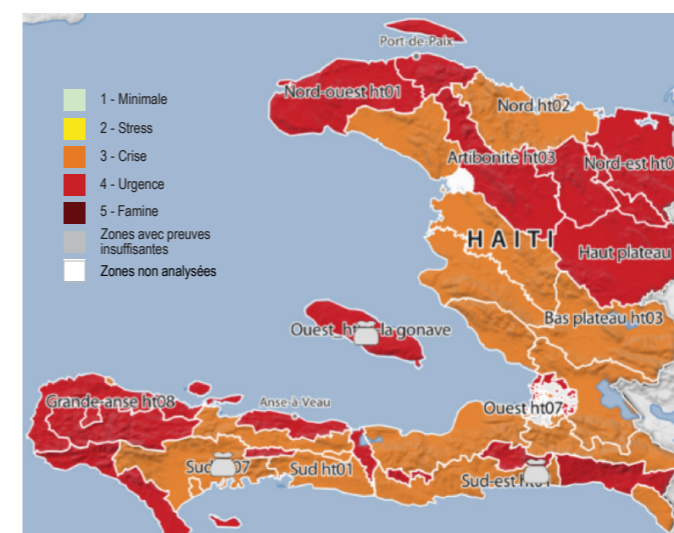 Port-de-Paix
Nord-ouest ht01
Nord ht02
1 - Minimale
2 - Stress
3 - Crise
4 - Urgence
5 - Famine
Zones avec preuves
insuffisantes
Zones non analysées
Artibonite ht03
Nord-est ht0
HAITI
Haut plateau
Bas plateau ht03
la gonave
Grande-anse ht08
Anse-à-Veau
Ouest ht07
Sud ht01
Sud-est